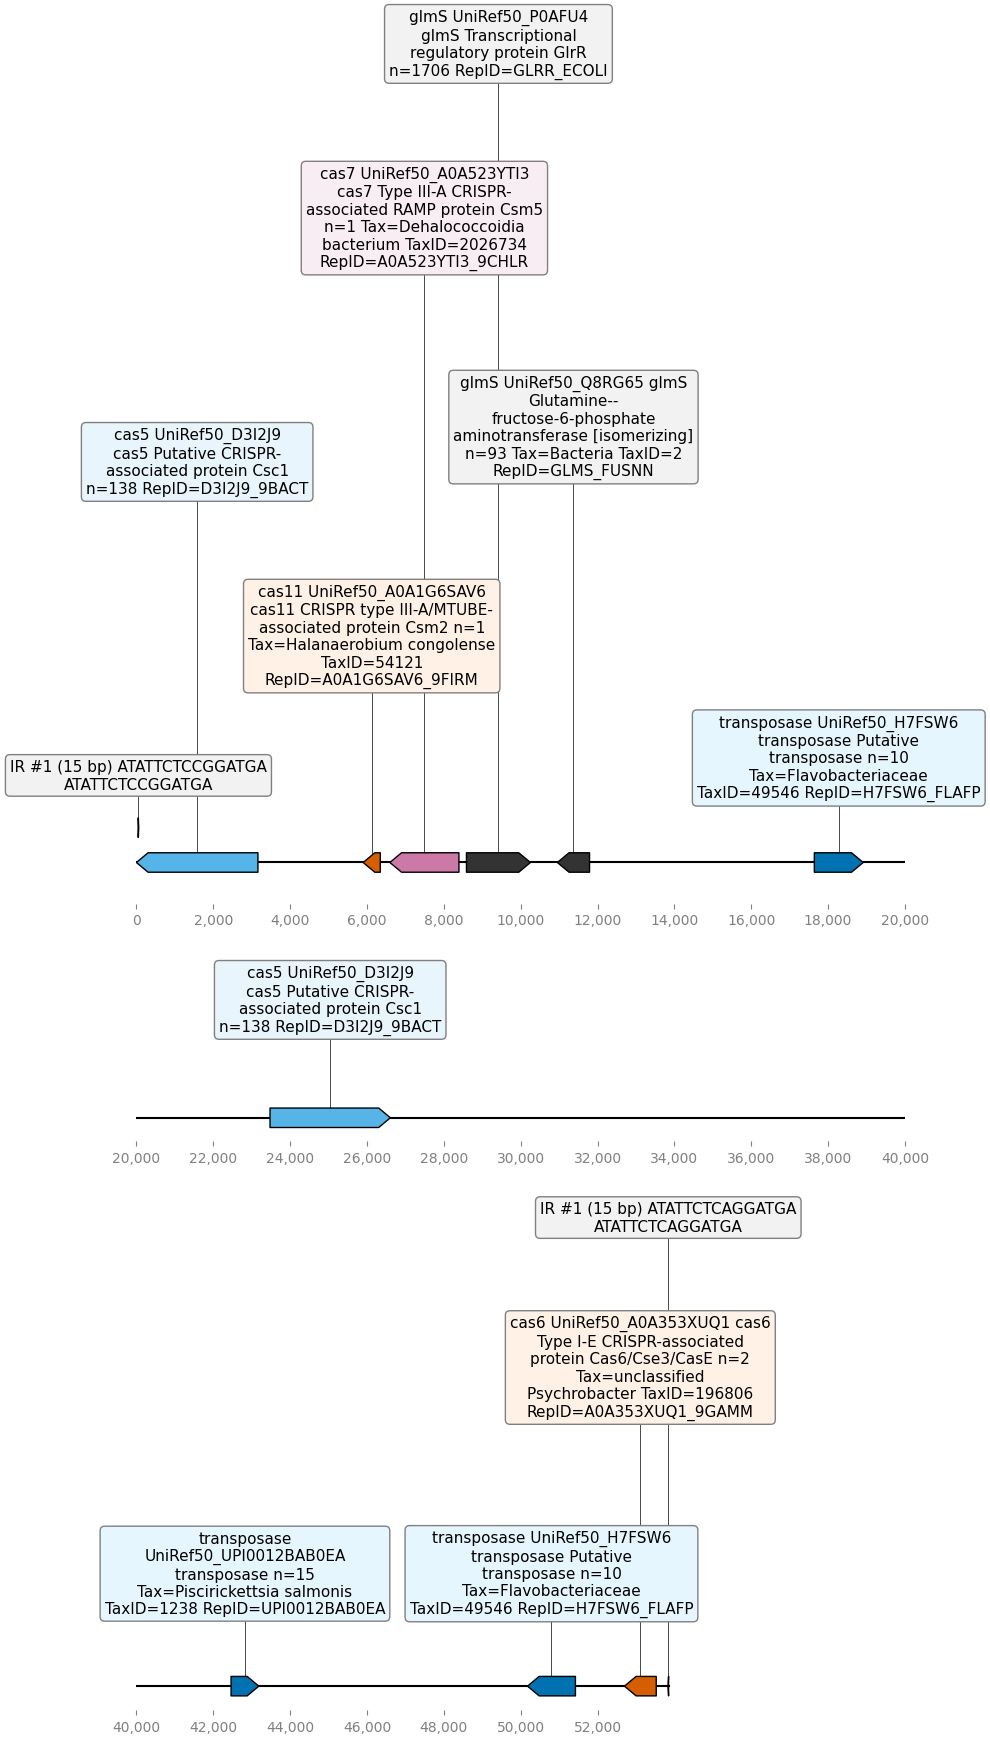 glmS UniRef50_P0AFU4
glmS Transcriptional
regulatory protein GlrR
n=1706 RepID=GLRR_ECOLI
cas7 UniRef50_A0A523YTI3
cas7 Type III-A CRISPR-
associated RAMP protein Csm5
n=1 Tax=Dehalococcoidia
bacterium TaxID=2026734
RepID=A0A523YTI3_9CHLR
glmS UniRef50_Q8RG65 glmS
Glutamine--
fructose-6-phosphate
aminotransferase [isomerizing]
n=93 Tax=Bacteria TaxID=2
RepID=GLMS_FUSNN
cas5 UniRef50_D3I2J9
cas5 Putative CRISPR-
associated protein Csc1
n=138 RepID=D3I2J9_9BACT
cas11 UniRef50_A0A1G6SAV6
cas11 CRISPR type III-A/MTUBE-
associated protein Csm2 n=1
Tax=Halanaerobium congolense
TaxID=54121
RepID=A0A1G6SAV6_9FIRM
transposase UniRef50_H7FSW6
transposase Putative
transposase n=10
Tax=Flavobacteriaceae
TaxID=49546 RepID=H7FSW6_FLAFP
IR #1 (15 bp) ATATTCTCCGGATGA
ATATTCTCCGGATGA
0 2,000 4,000 6,000 8,000 10,000 12,000 14,000 16,000 18,000 20,000
cas5 UniRef50_D3I2J9
cas5 Putative CRISPR-
associated protein Csc1
n=138 RepID=D3I2J9_9BACT
20,000 22,000 24,000 26,000 28,000 30,000 32,000 34,000 36,000 38,000 40,000
IR #1 (15 bp) ATATTCTCAGGATGA
ATATTCTCAGGATGA
cas6 UniRef50_A0A353XUQ1 cas6
Type I-E CRISPR-associated
protein Cas6/Cse3/CasE n=2
Tax=unclassified
Psychrobacter TaxID=196806
RepID=A0A353XUQ1_9GAMM
transposase
UniRef50_UPI0012BAB0EA
transposase n=15
Tax=Piscirickettsia salmonis
TaxID=1238 RepID=UPI0012BAB0EA
transposase UniRef50_H7FSW6
transposase Putative
transposase n=10
Tax=Flavobacteriaceae
TaxID=49546 RepID=H7FSW6_FLAFP
40,000 42,000 44,000 46,000 48,000 50,000 52,000